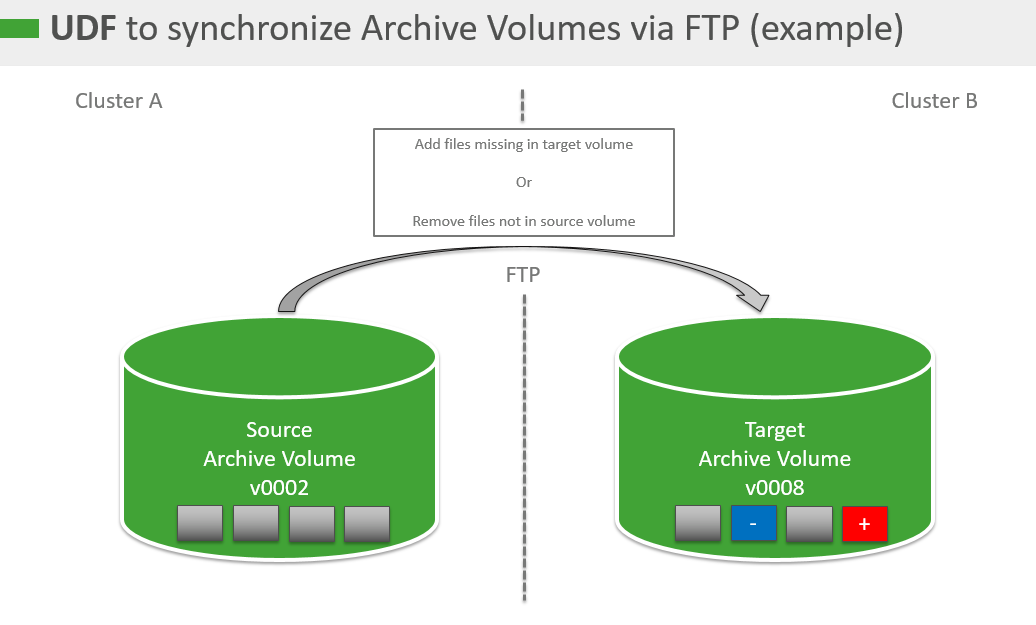 UDF to synchronize Archive Volumes via FTP (example)
Cluster A
Cluster B
Add files missing in target volume
Or
Remove files not in source volume
FTP
Source
Archive Volume
v0002
Target
Archive Volume
v0008
-
+